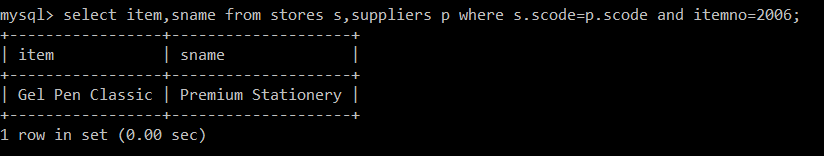 mysql> select item,sname from stores s,suppliers p where s.scode=p.scode and itemno=2006;
+-----------------+--------------------+
| item            | sname              |
+-----------------+--------------------+
| Gel Pen Classic | Premium Stationery |
+-----------------+--------------------+
1 row in set (0.00 sec)